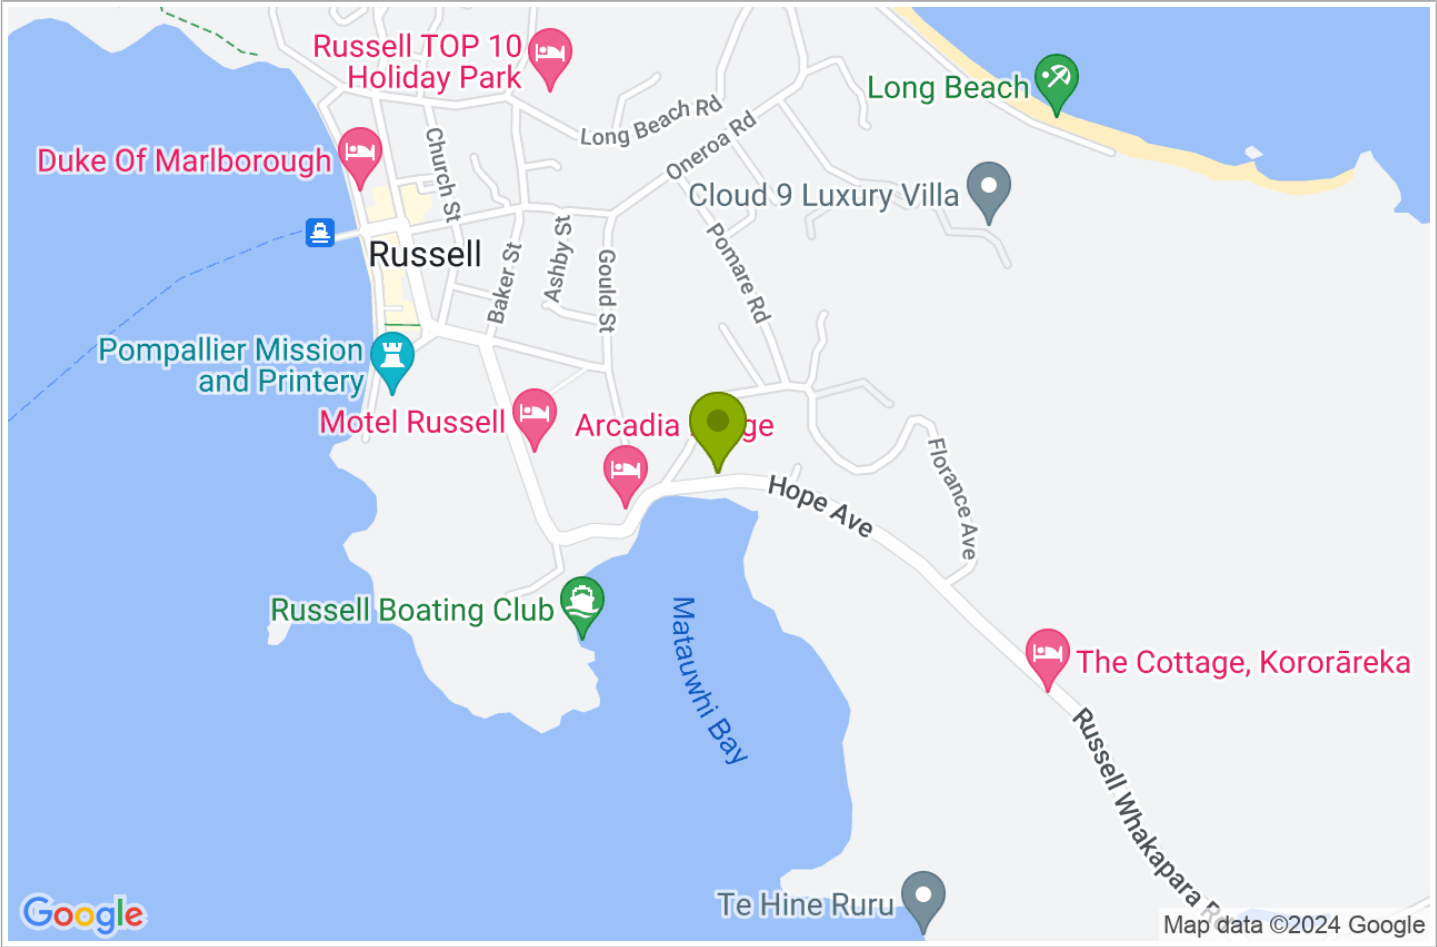 Russell TOP 10
Holiday Park
Long Beach
Long Beach Rd
Oneroa Rd
Duke Of Marlborough
Church St
Cloud 9 Luxury Villa
Russell
Baker St
Ashby St
Gould St
Pomare Rd
Pompallier Mission
and Printery
Motel Russell
Arcadia
Hope Ave
Florance Ave
Russell Boating Club
Matauwhi Bay
The Cottage, Kororāreka
Russell Whakapara
Te Hine Ruru
Google
Map data ©2024 Google